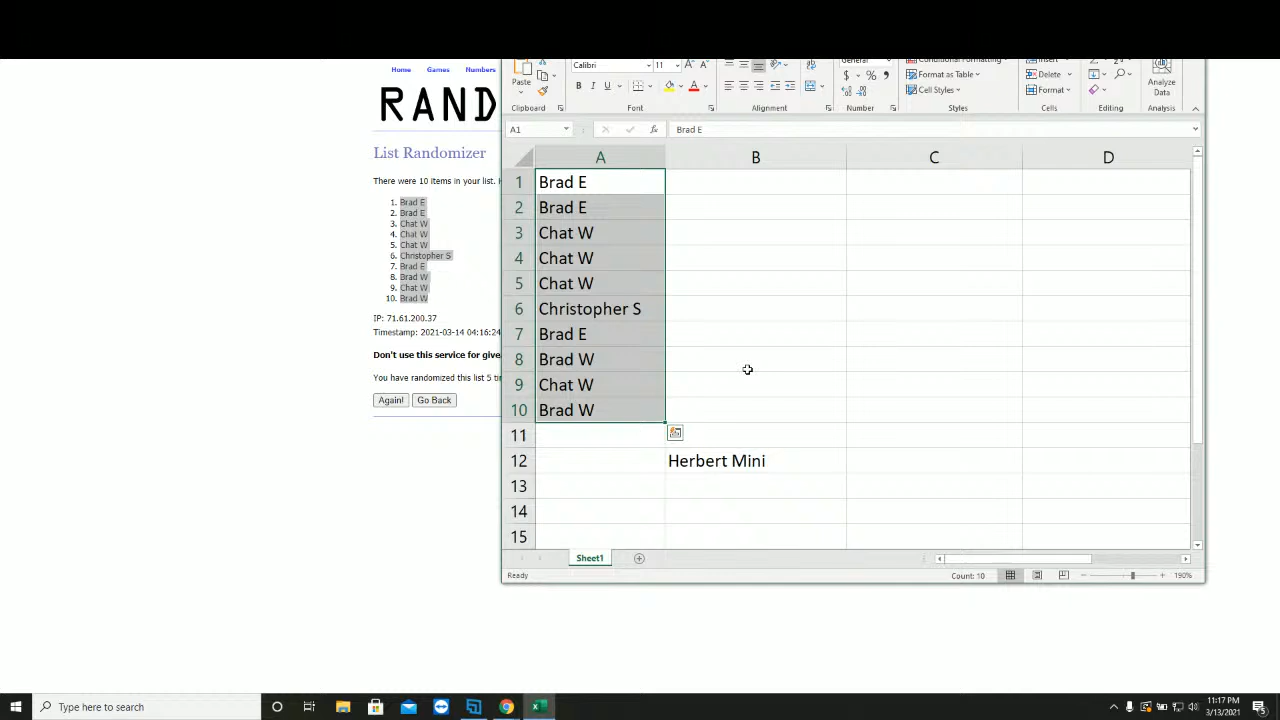 Home Games Numbers
RAND
List Randomizer
There were 10 items in your list.
1. Brad E
2. Brad E
3. Chat W
4. Chat W
5. Chat W
6. Christopher S
7. Brad E
8. Brad W
9. Chat W
10. Brad W
IP: 71.61.200.37
Timestamp: 2021-03-14 04:16:24
Don't use this service for give
You have randomized this list 5
Again! Go Back
Paste
Calibri 11
B I U
General
$ % ,
Conditional Formatting
Format as Table
Cell Styles
Insert
Delete
Format
Analyze
Data
Clipboard Font Alignment Number Styles Cells Editing Analysis
A1 fx Brad E
A B C D
1 Brad E
2 Brad E
3 Chat W
4 Chat W
5 Chat W
6 Christopher S
7 Brad E
8 Brad W
9 Chat W
10 Brad W
11
12 Herbert Mini
13
14
15
Sheet1
Ready Count: 10 190%
Type here to search
11:17 PM
3/13/2021
5